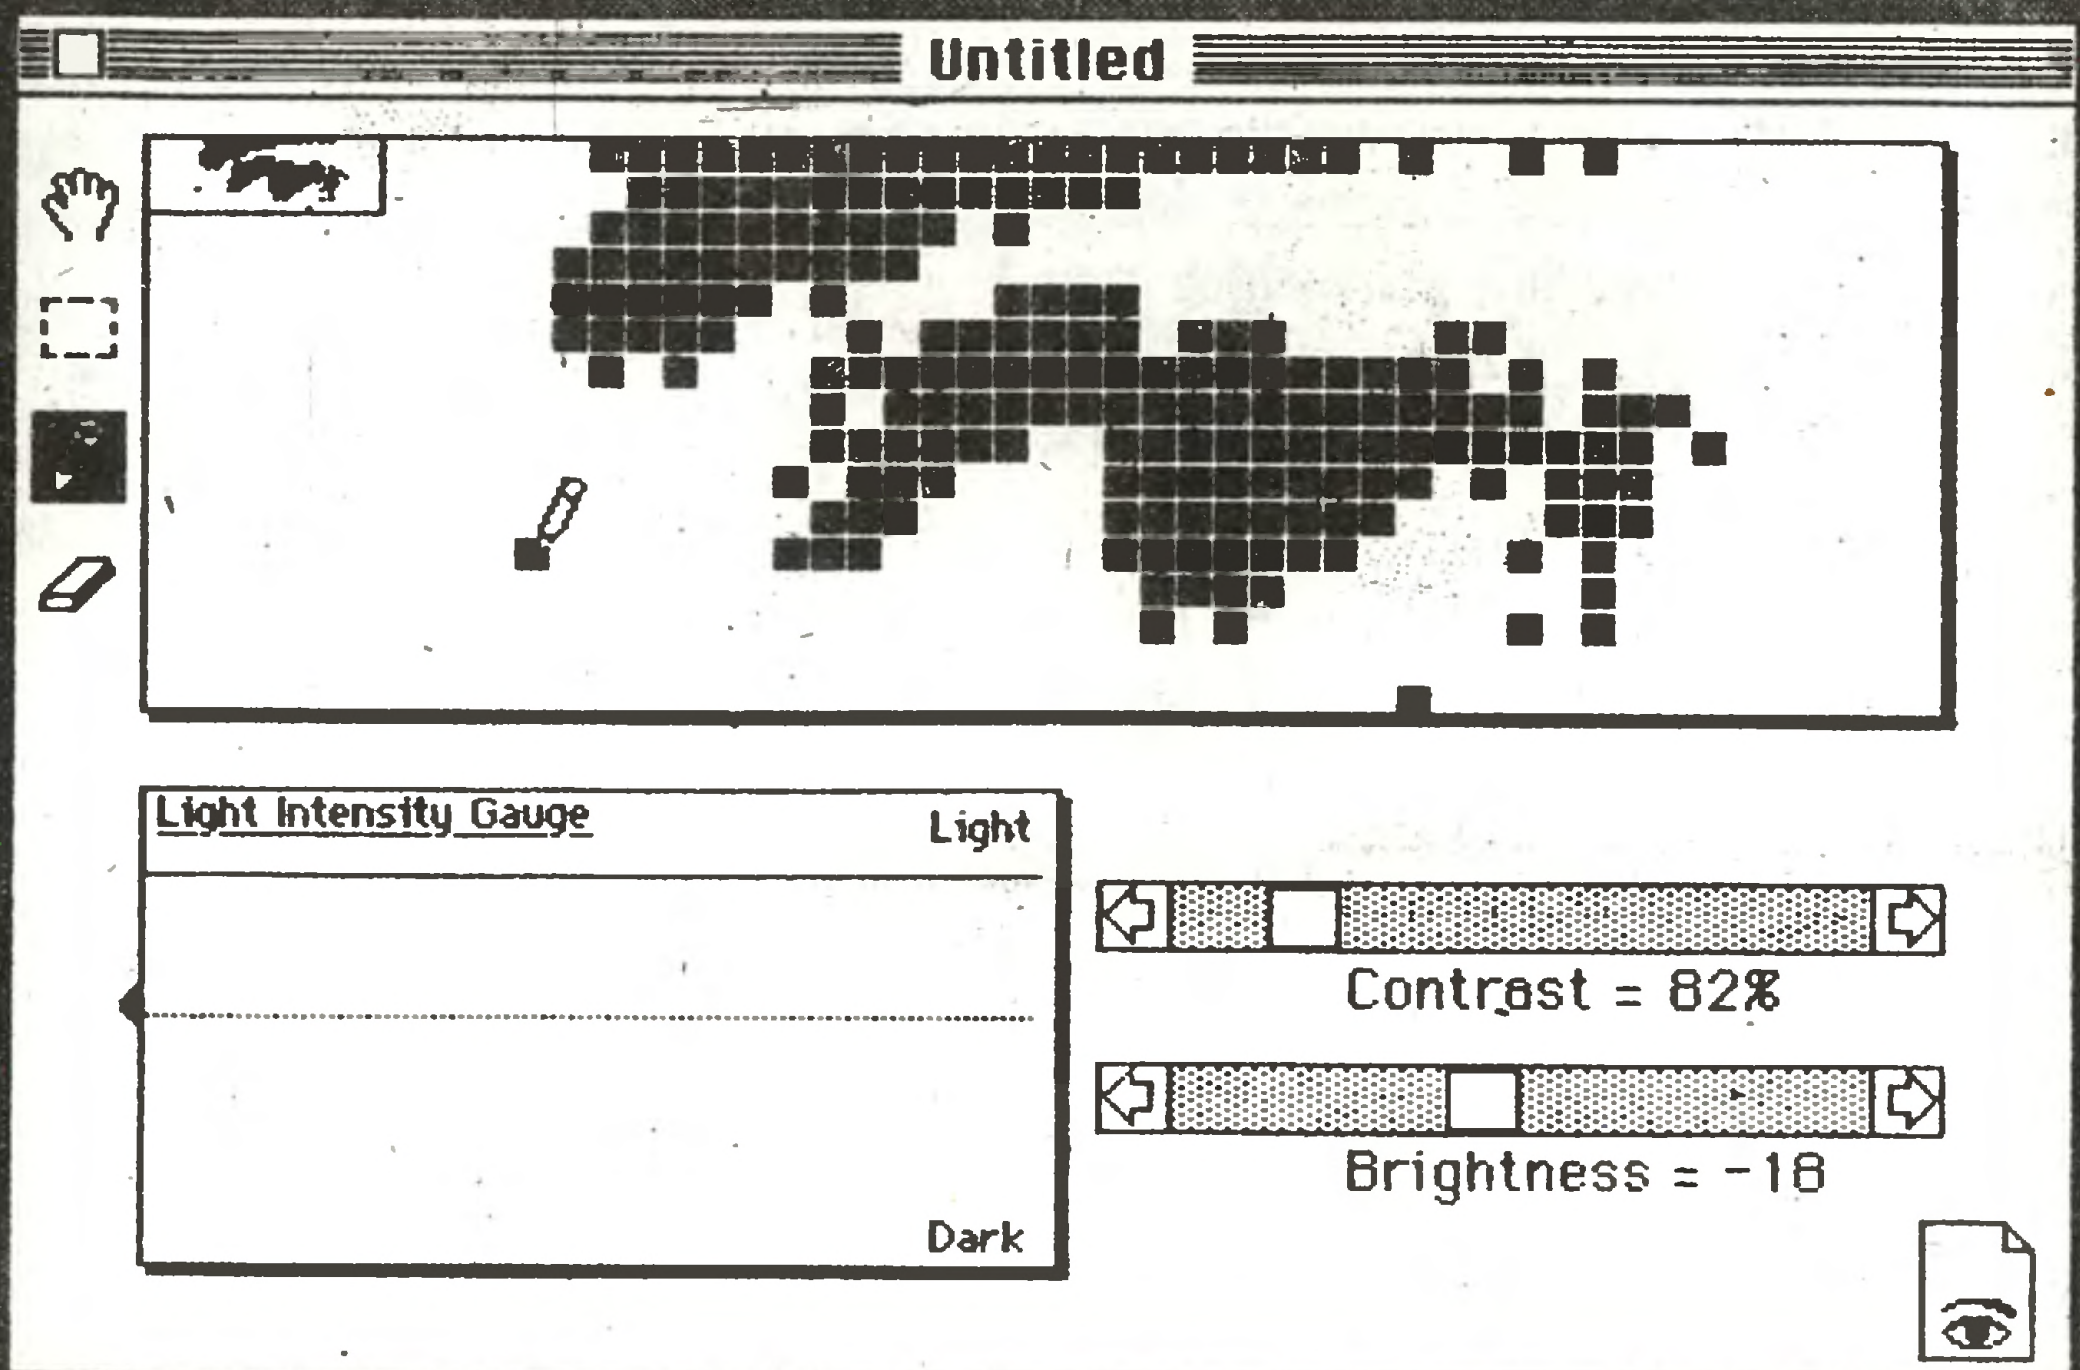 Untitled
Light Intensity Gauge
Light
Contrast = 82%
Brightness = -18
Dark